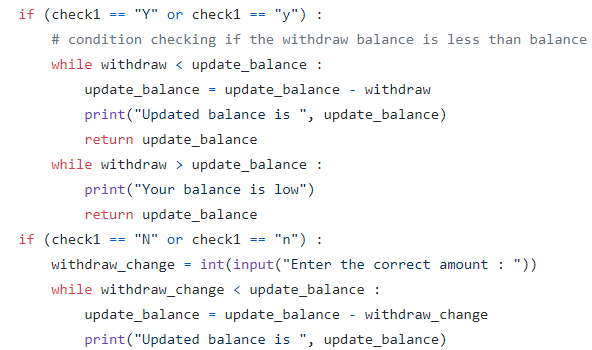 if (check1 == "Y" or check1 == "y") :
# condition checking if the withdraw balance is less than balance
while withdraw < update_balance :
update_balance = update_balance - withdraw
print("Updated balance is ", update_balance)
return update_balance
while withdraw > update_balance :
print("Your balance is low")
return update_balance
if (check1 == "N" or check1 == "n") :
withdraw_change = int(input("Enter the correct amount : "))
while withdraw_change < update_balance :
update_balance = update_balance - withdraw_change
print("Updated balance is ", update_balance)